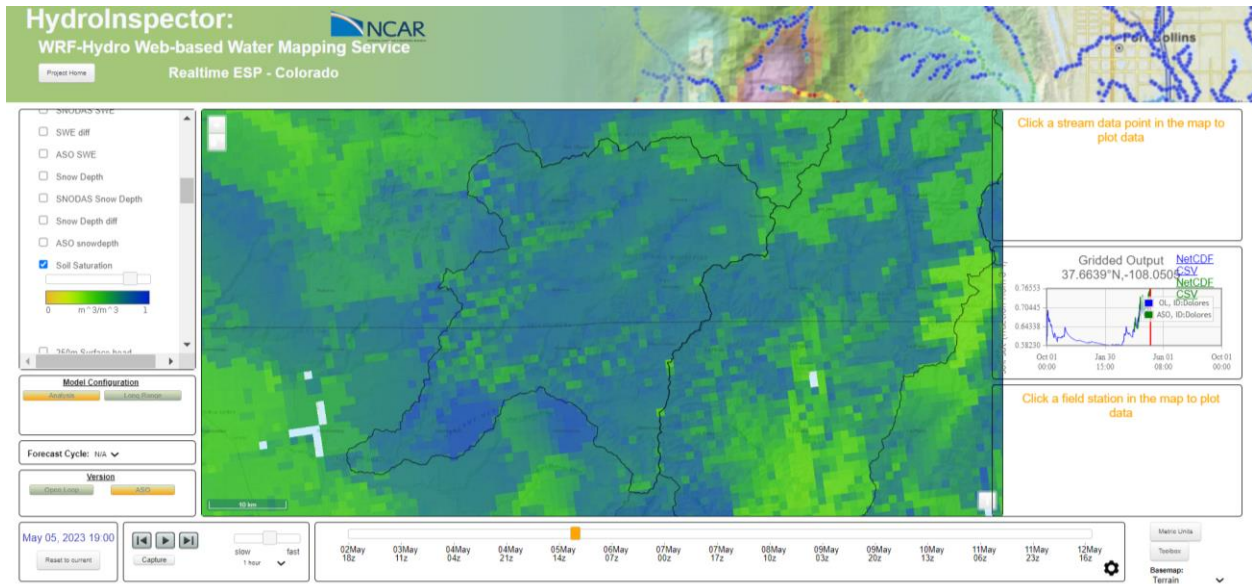 HydroInspector:
NCAR
WRF-Hydro Web-based Water Mapping Service
Project Home
Realtime ESP - Colorado
Fort Collins
SNODAS SWE
SWE diff
ASO SWE
Snow Depth
SNODAS Snow Depth
Snow Depth diff
ASO snowdepth
Soil Saturation
0 m^3/m^3 1
250m Surface head
Model Configuration
Analysis Long Range
Forecast Cycle: N/A
Version
Open Loop ASO
10 km
Click a stream data point in the map to
plot data
Gridded Output
37.6639°N,-108.0505
NetCDF
CSV
NetCDF
CSV
0.76553
0.70445
0.64338
0.58230
OL, ID:Dolores
ASO, ID:Dolores
Oct 01 Jan 30 Jun 01 Oct 01
00:00 15:00 08:00 00:00
Click a field station in the map to plot
data
May 05, 2023 19:00
Reset to current
Capture
slow fast
1 hour
02May 03May 04May 04May 05May 06May 07May 07May 08May 09May 09May 10May 11May 11May 12May
18z 11z 04z 21z 14z 07z 00z 17z 10z 03z 20z 13z 06z 23z 16z
Metric Units
Toolbox
Basemap:
Terrain